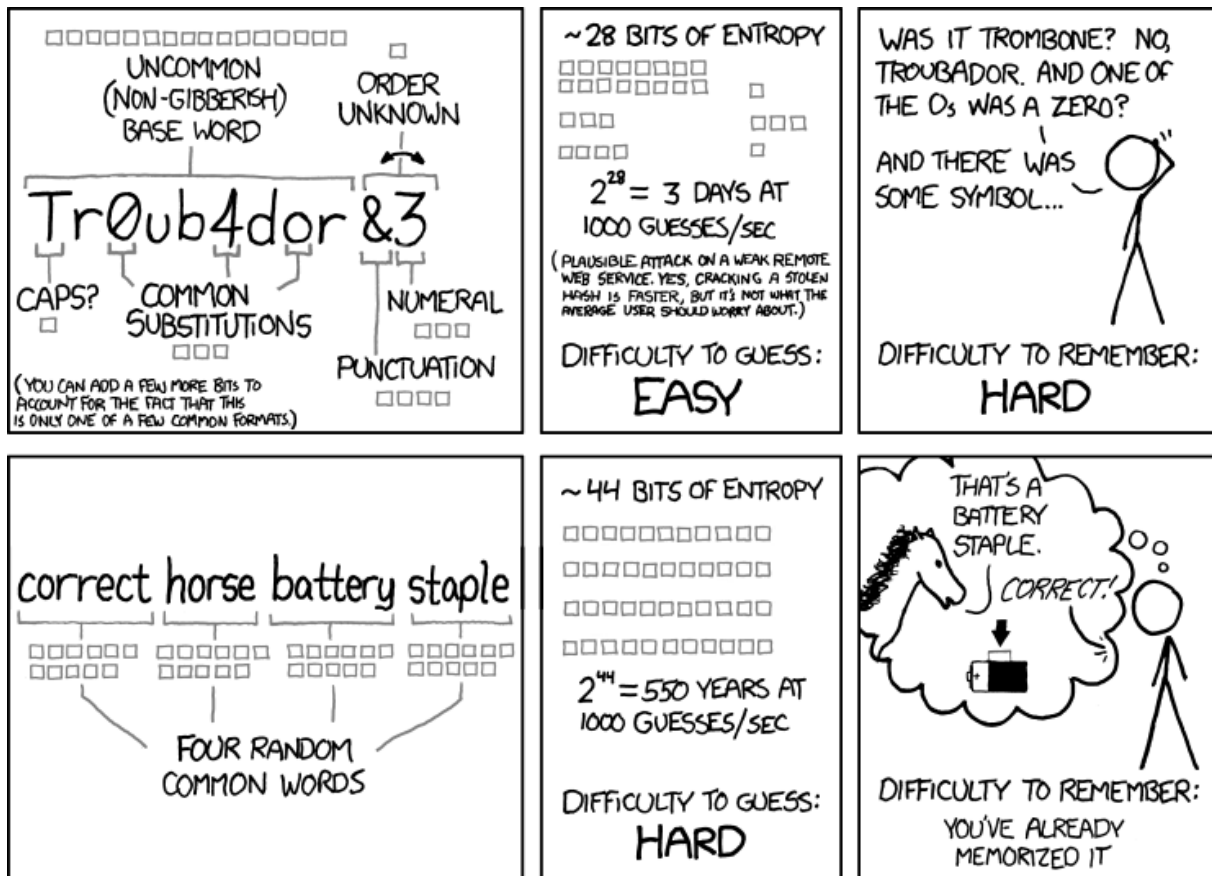 UNCOMMON
(NON-GIBBERISH)
BASE WORD
ORDER
UNKNOWN
Tr0ub4dor &3
CAPS?
COMMON
SUBSTITUTIONS
NUMERAL
PUNCTUATION
(YOU CAN ADD A FEW MORE BITS TO
ACCOUNT FOR THE FACT THAT THIS
IS ONLY ONE OF A FEW COMMON FORMATS.)
~28 BITS OF ENTROPY
2^28 = 3 DAYS AT
1000 GUESSES/SEC
(PLAUSIBLE ATTACK ON A WEAK REMOTE
WEB SERVICE. YES, CRACKING A STOLEN
HASH IS FASTER, BUT IT'S NOT WHAT THE
AVERAGE USER SHOULD WORRY ABOUT.)
DIFFICULTY TO GUESS:
EASY
WAS IT TROMBONE? NO,
TROUBADOR. AND ONE OF
THE Os WAS A ZERO?
AND THERE WAS
SOME SYMBOL...
DIFFICULTY TO REMEMBER:
HARD
correct horse battery staple
FOUR RANDOM
COMMON WORDS
~44 BITS OF ENTROPY
2^44 = 550 YEARS AT
1000 GUESSES/SEC
DIFFICULTY TO GUESS:
HARD
THAT'S A
BATTERY
STAPLE.
CORRECT!
+
DIFFICULTY TO REMEMBER:
YOU'VE ALREADY
MEMORIZED IT